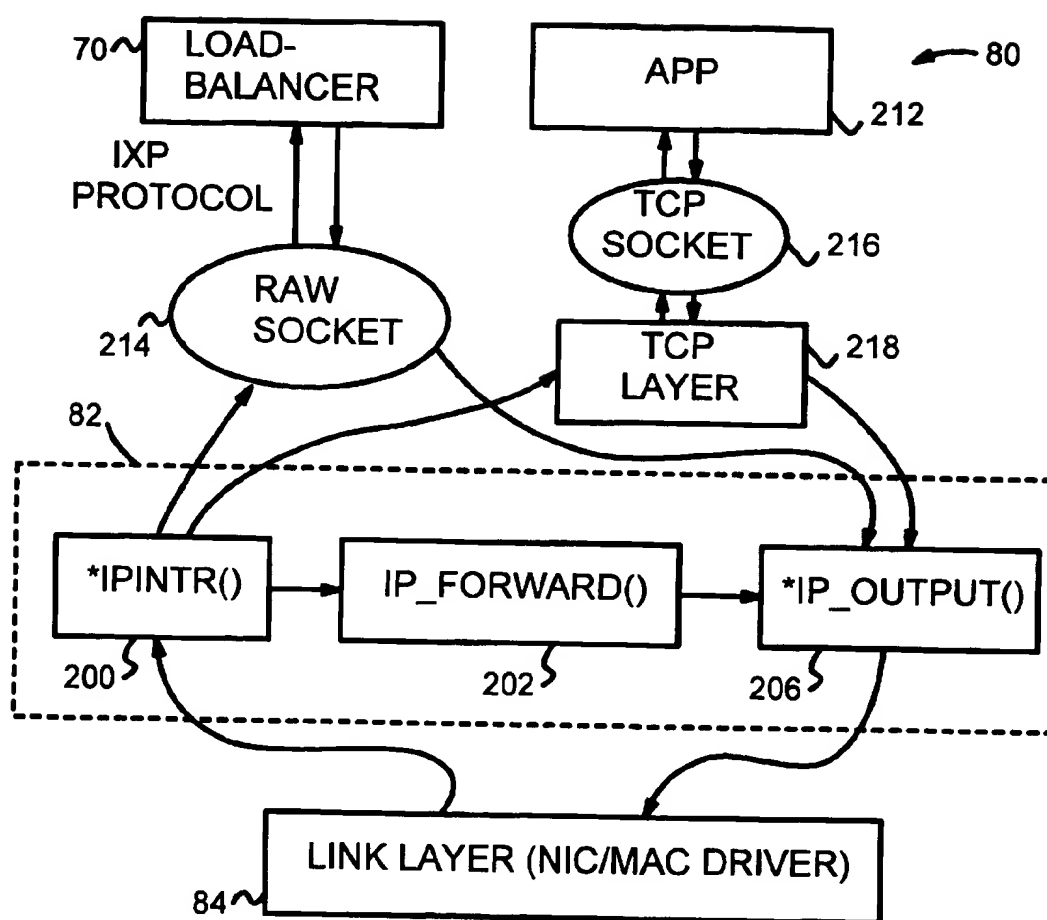 70
LOAD-
BALANCER
APP
80
212
IXP
PROTOCOL
TCP
SOCKET
216
RAW
SOCKET
214
TCP
LAYER
218
82
*IPINTR()
IP_FORWARD()
*IP_OUTPUT()
200
202
206
LINK LAYER (NIC/MAC DRIVER)
84